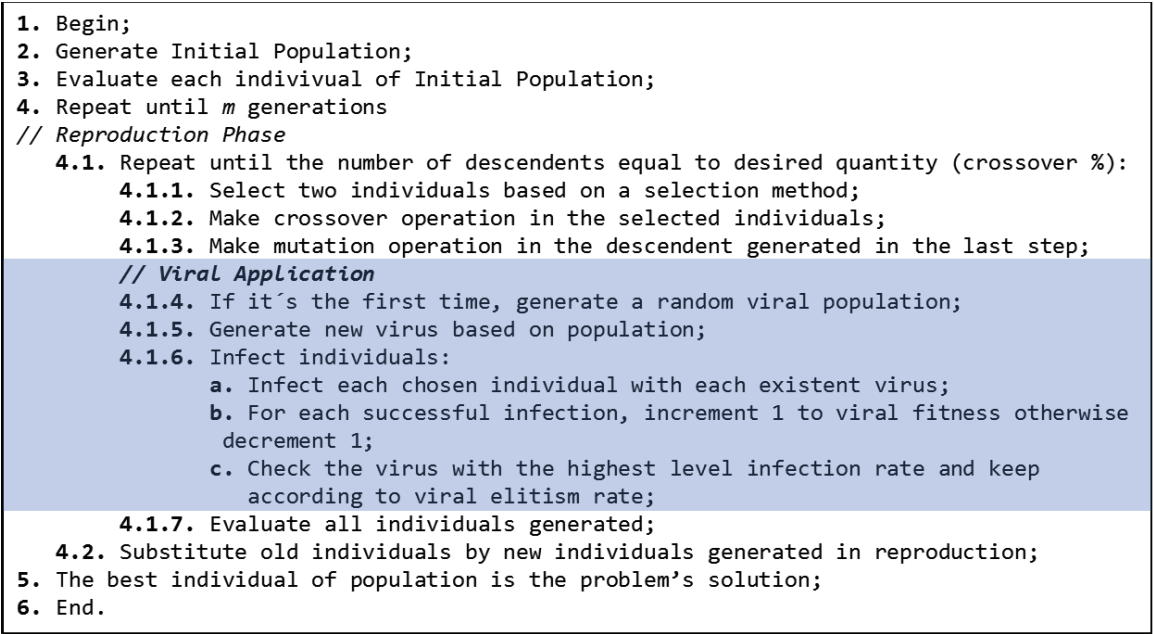 1. Begin;
2. Generate Initial Population;
3. Evaluate each indivivual of Initial Population;
4. Repeat until m generations
// Reproduction Phase
4.1. Repeat until the number of descendents equal to desired quantity (crossover %):
4.1.1. Select two individuals based on a selection method;
4.1.2. Make crossover operation in the selected individuals;
4.1.3. Make mutation operation in the descendent generated in the last step;
// Viral Application
4.1.4. If it´s the first time, generate a random viral population;
4.1.5. Generate new virus based on population;
4.1.6. Infect individuals:
a. Infect each chosen individual with each existent virus;
b. For each successful infection, increment 1 to viral fitness otherwise
decrement 1;
c. Check the virus with the highest level infection rate and keep
according to viral elitism rate;
4.1.7. Evaluate all individuals generated;
4.2. Substitute old individuals by new individuals generated in reproduction;
5. The best individual of population is the problem’s solution;
6. End.